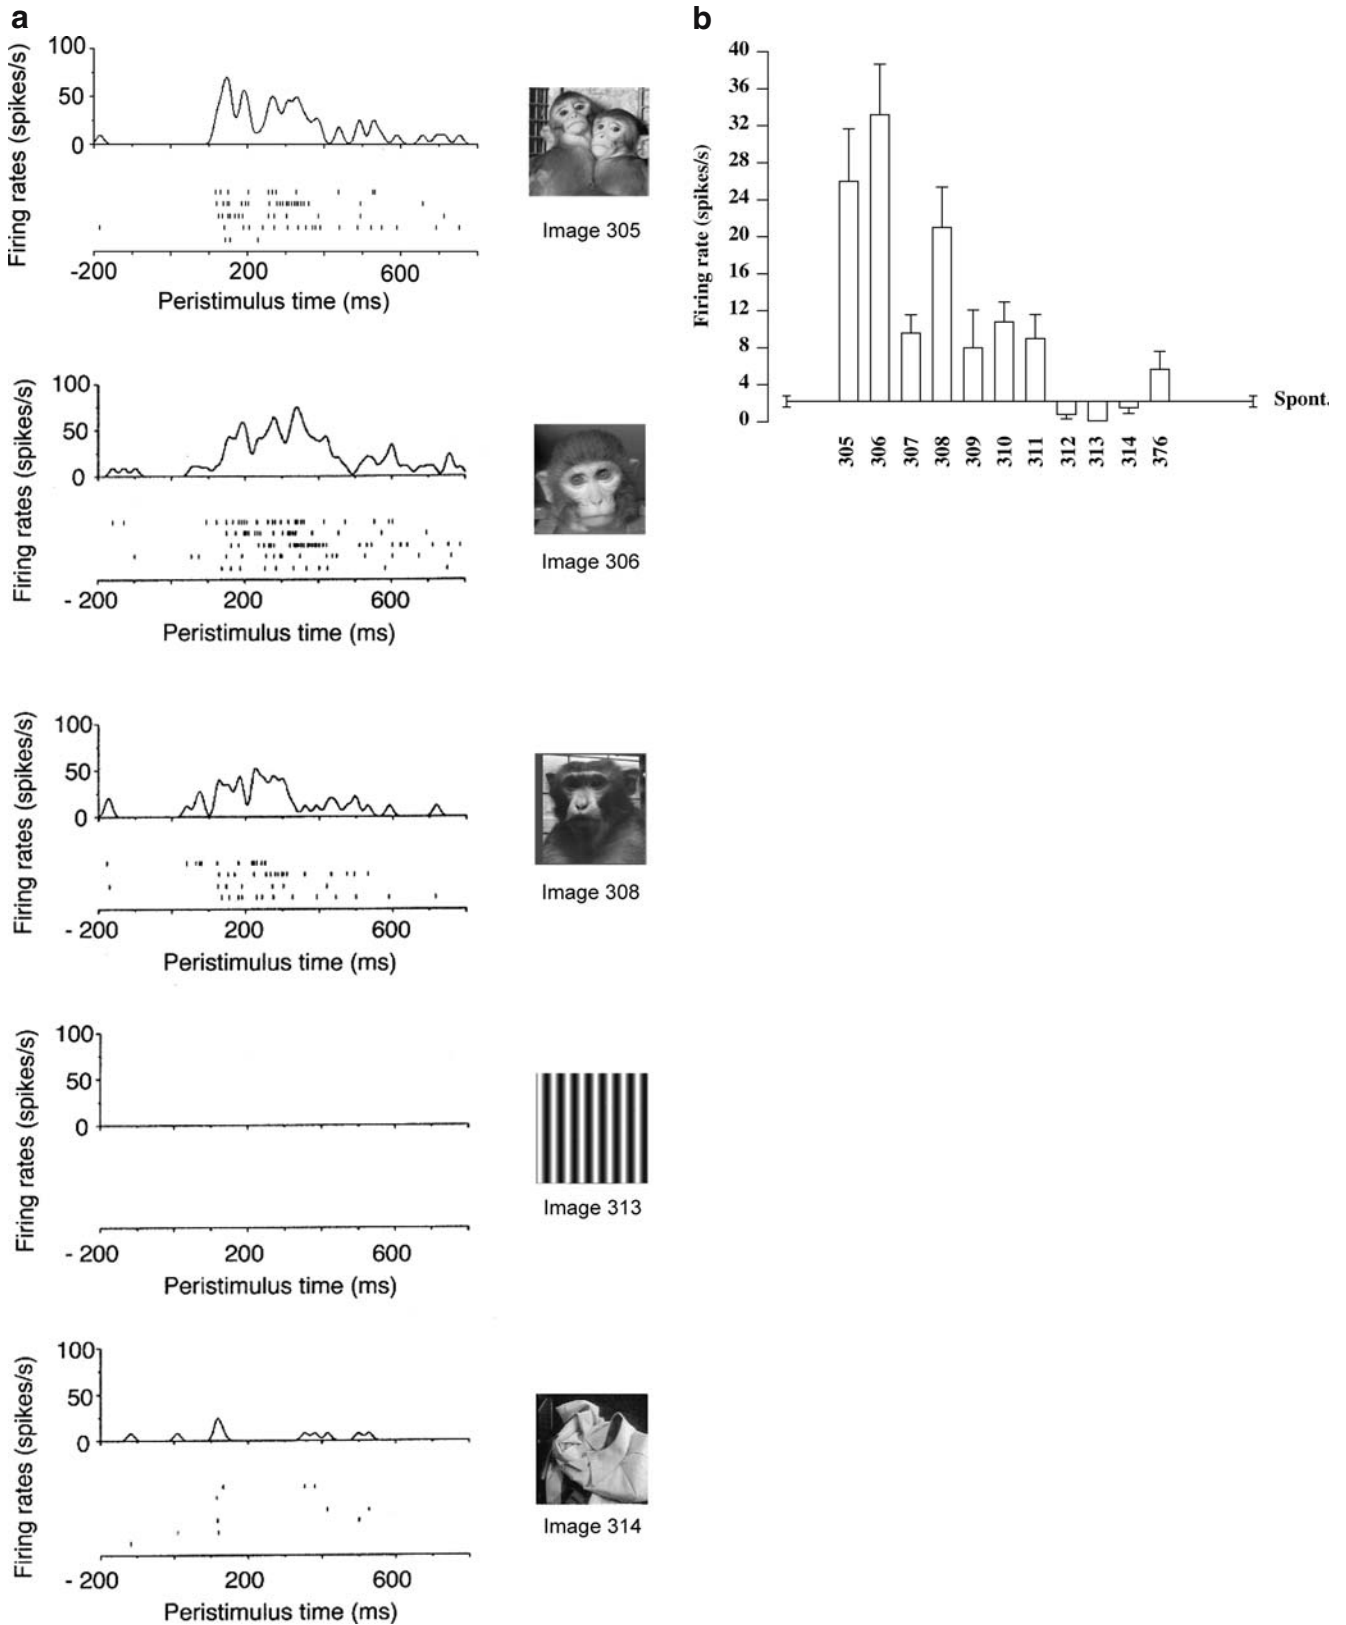 a
Firing rates (spikes/s)
100
50
0
-200 200 600
Peristimulus time (ms)
Image 305
Firing rates (spikes/s)
100
50
0
- 200 200 600
Peristimulus time (ms)
Image 306
Firing rates (spikes/s)
100
50
0
- 200 200 600
Peristimulus time (ms)
Image 308
Firing rates (spikes/s)
100
50
0
- 200 200 600
Peristimulus time (ms)
Image 313
Firing rates (spikes/s)
100
50
0
- 200 200 600
Peristimulus time (ms)
Image 314
b
Firing rate (spikes/s)
40
36
32
28
24
20
16
12
8
4
0
Spont.
305 306 307 308 309 310 311 312 313 314 376